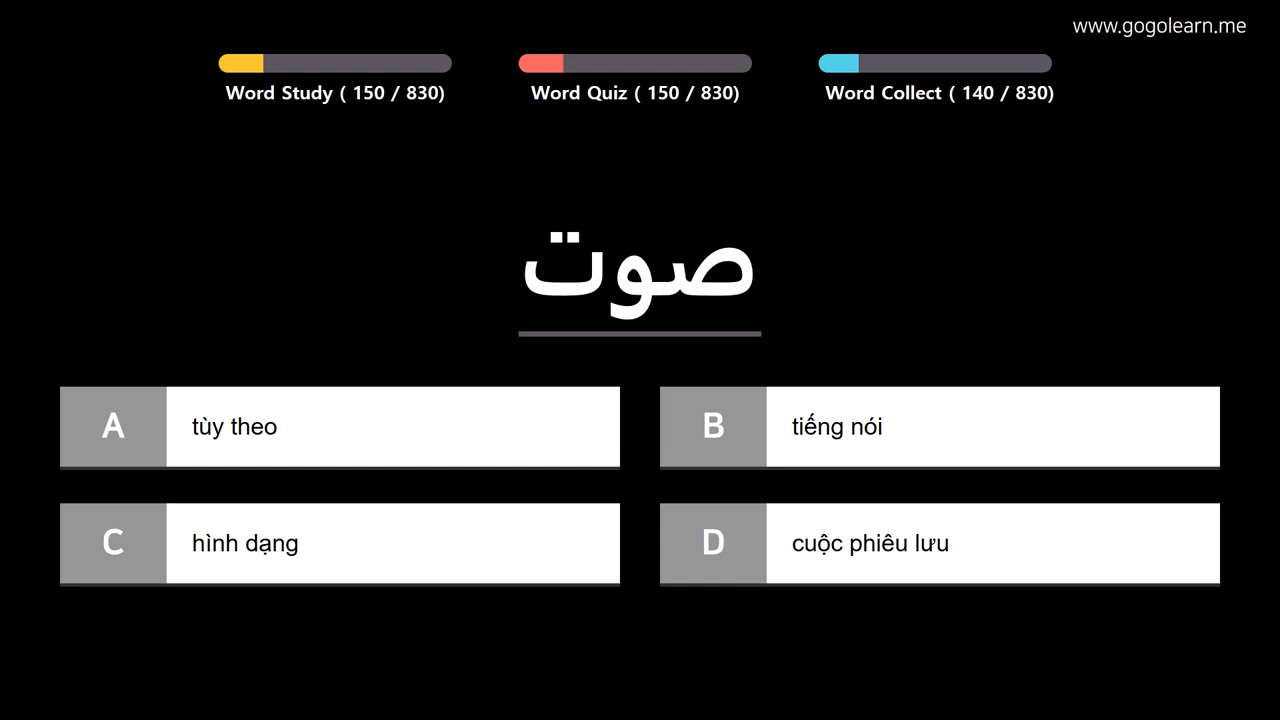 www.gogolearn.me
Word Study ( 150 / 830)
Word Quiz ( 150 / 830)
Word Collect ( 140 / 830)
صوت
A tùy theo
B tiếng nói
C hình dạng
D cuộc phiêu lưu